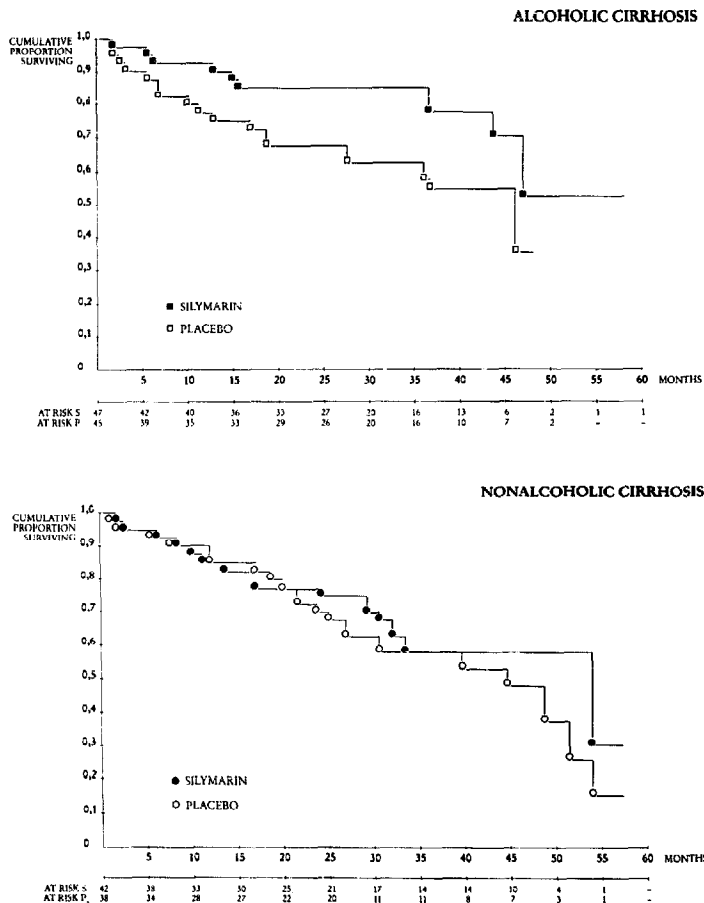 ALCOHOLIC CIRRHOSIS
CUMULATIVE
PROPORTION
SURVIVING
1,0
0,9
0,8
0,7
0,6
0,5
0,4
0,3
0,2
0,1
0
■ SILYMARIN
□ PLACEBO
5 10 15 20 25 30 35 40 45 50 55 60 MONTHS
AT RISK S 47 42 40 36 33 27 20 16 13 6 2 1 1
AT RISK P 45 39 35 33 29 26 20 16 10 7 2 – –
NONALCOHOLIC CIRRHOSIS
CUMULATIVE
PROPORTION
SURVIVING
1,0
0,9
0,8
0,7
0,6
0,5
0,4
0,3
0,2
0,1
0
● SILYMARIN
○ PLACEBO
5 10 15 20 25 30 35 40 45 50 55 60 MONTHS
AT RISK S 42 38 33 30 25 21 17 14 14 10 4 1 –
AT RISK P. 38 34 28 27 22 20 11 11 8 7 3 1 –